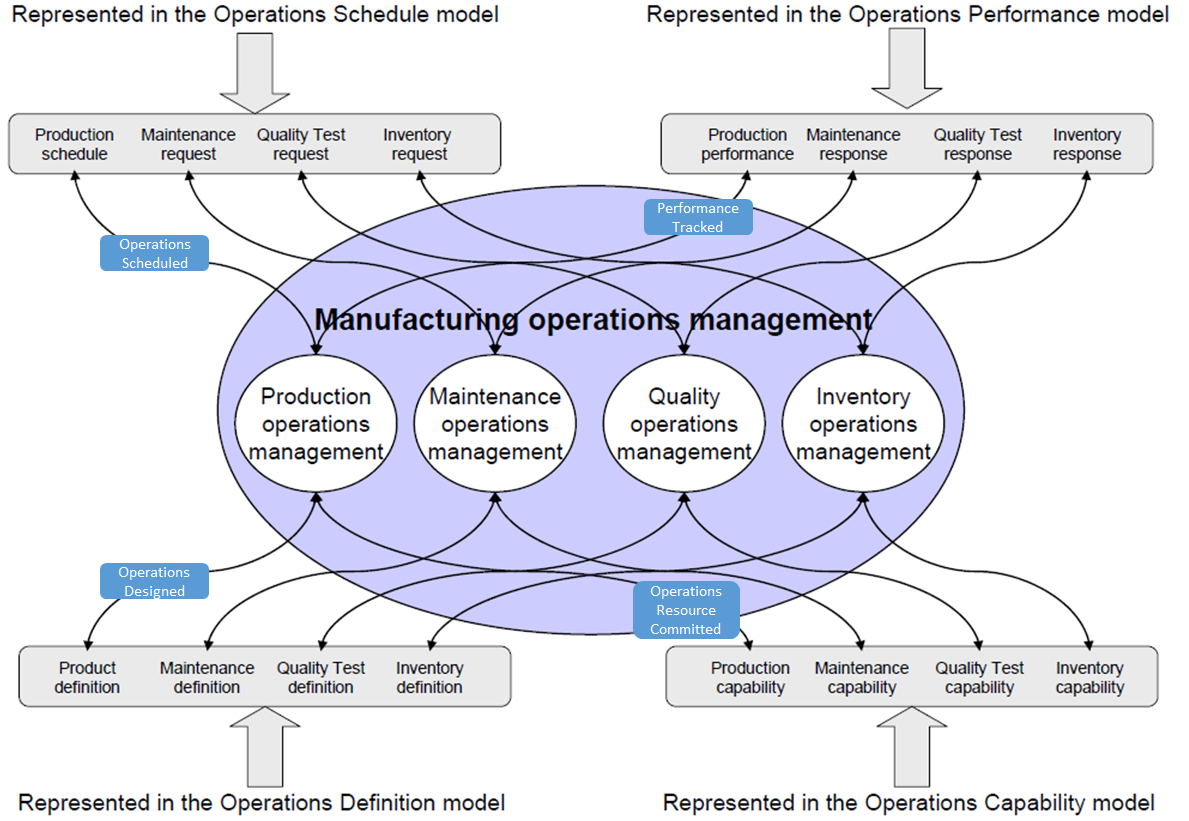 Represented in the Operations Schedule model
Represented in the Operations Performance model
Production
schedule
Maintenance
request
Quality Test
request
Inventory
request
Production
performance
Maintenance
response
Quality Test
response
Inventory
response
Performance
Tracked
Operations
Scheduled
Manufacturing operations management
Production
operations
management
Maintenance
operations
management
Quality
operations
management
Inventory
operations
management
Operations
Designed
Operations
Resource
Committed
Product
definition
Maintenance
definition
Quality Test
definition
Inventory
definition
Production
capability
Maintenance
capability
Quality Test
capability
Inventory
capability
Represented in the Operations Definition model
Represented in the Operations Capability model